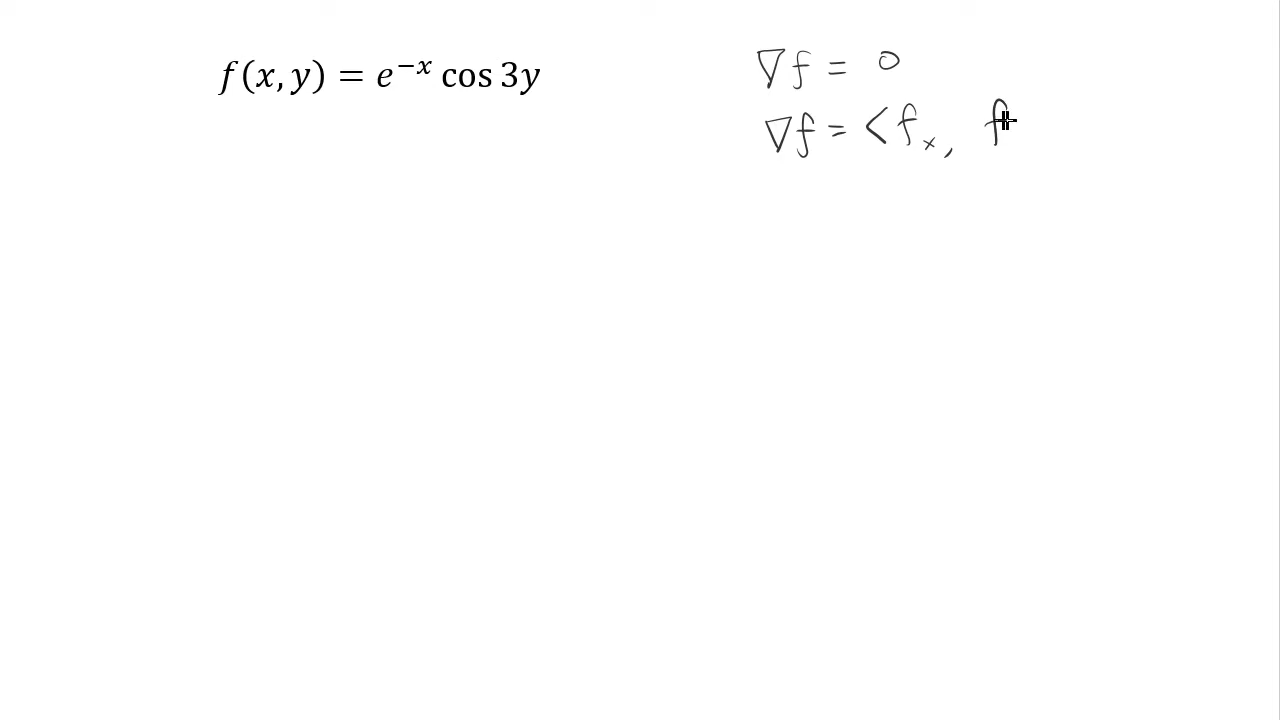 f(x, y) = e^{-x} cos 3y
∇f = 0
∇f = < f_x, f